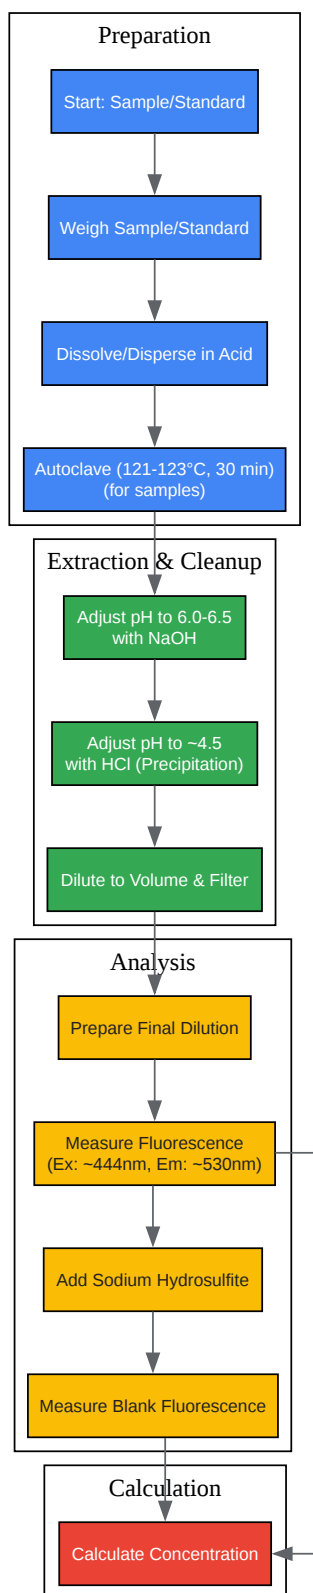 Preparation
Start: Sample/Standard
Weigh Sample/Standard
Dissolve/Disperse in Acid
Autoclave (121-123°C, 30 min)
(for samples)
Extraction & Cleanup
Adjust pH to 6.0-6.5
with NaOH
Adjust pH to ~4.5
with HCl (Precipitation)
Dilute to Volume & Filter
Analysis
Prepare Final Dilution
Measure Fluorescence
(Ex: ~444nm, Em: ~530nm)
Add Sodium Hydrosulfite
Measure Blank Fluorescence
Calculation
Calculate Concentration